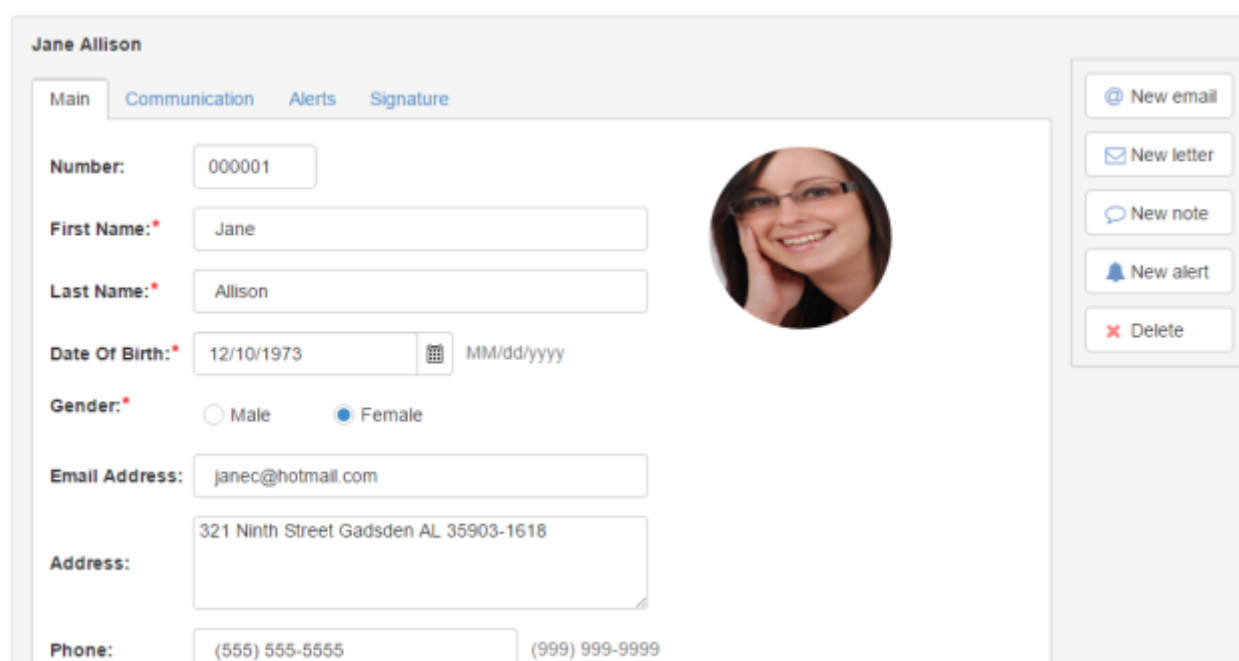 Jane Allison
Main Communication Alerts Signature
Number: 000001
First Name:* Jane
Last Name:* Allison
Date Of Birth:* 12/10/1973 MM/dd/yyyy
Gender:* Male Female
Email Address: janec@hotmail.com
Address: 321 Ninth Street Gadsden AL 35903-1618
Phone: (555) 555-5555 (999) 999-9999
@ New email
New letter
New note
New alert
Delete